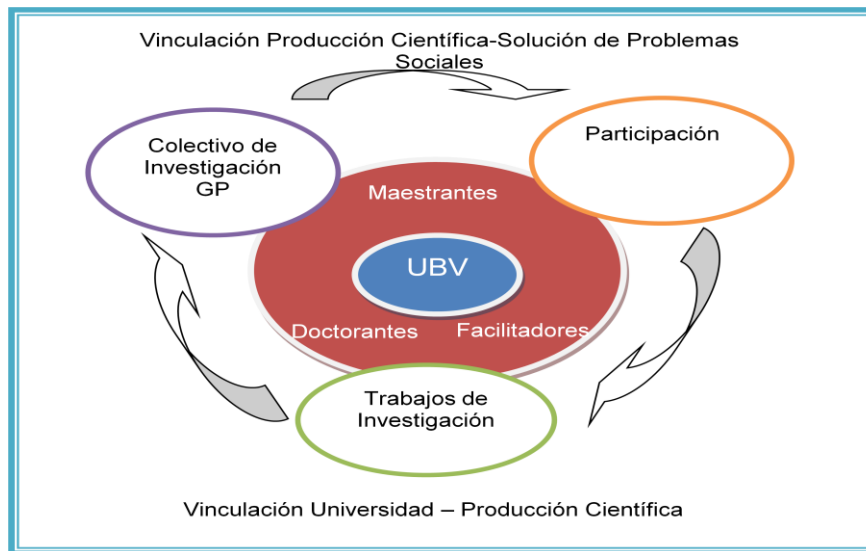 Vinculación Producción Científica-Solución de Problemas
Sociales
Colectivo de
Investigación
GP
Participación
Maestrantes
UBV
Doctorantes
Facilitadores
Trabajos de
Investigación
Vinculación Universidad – Producción Científica